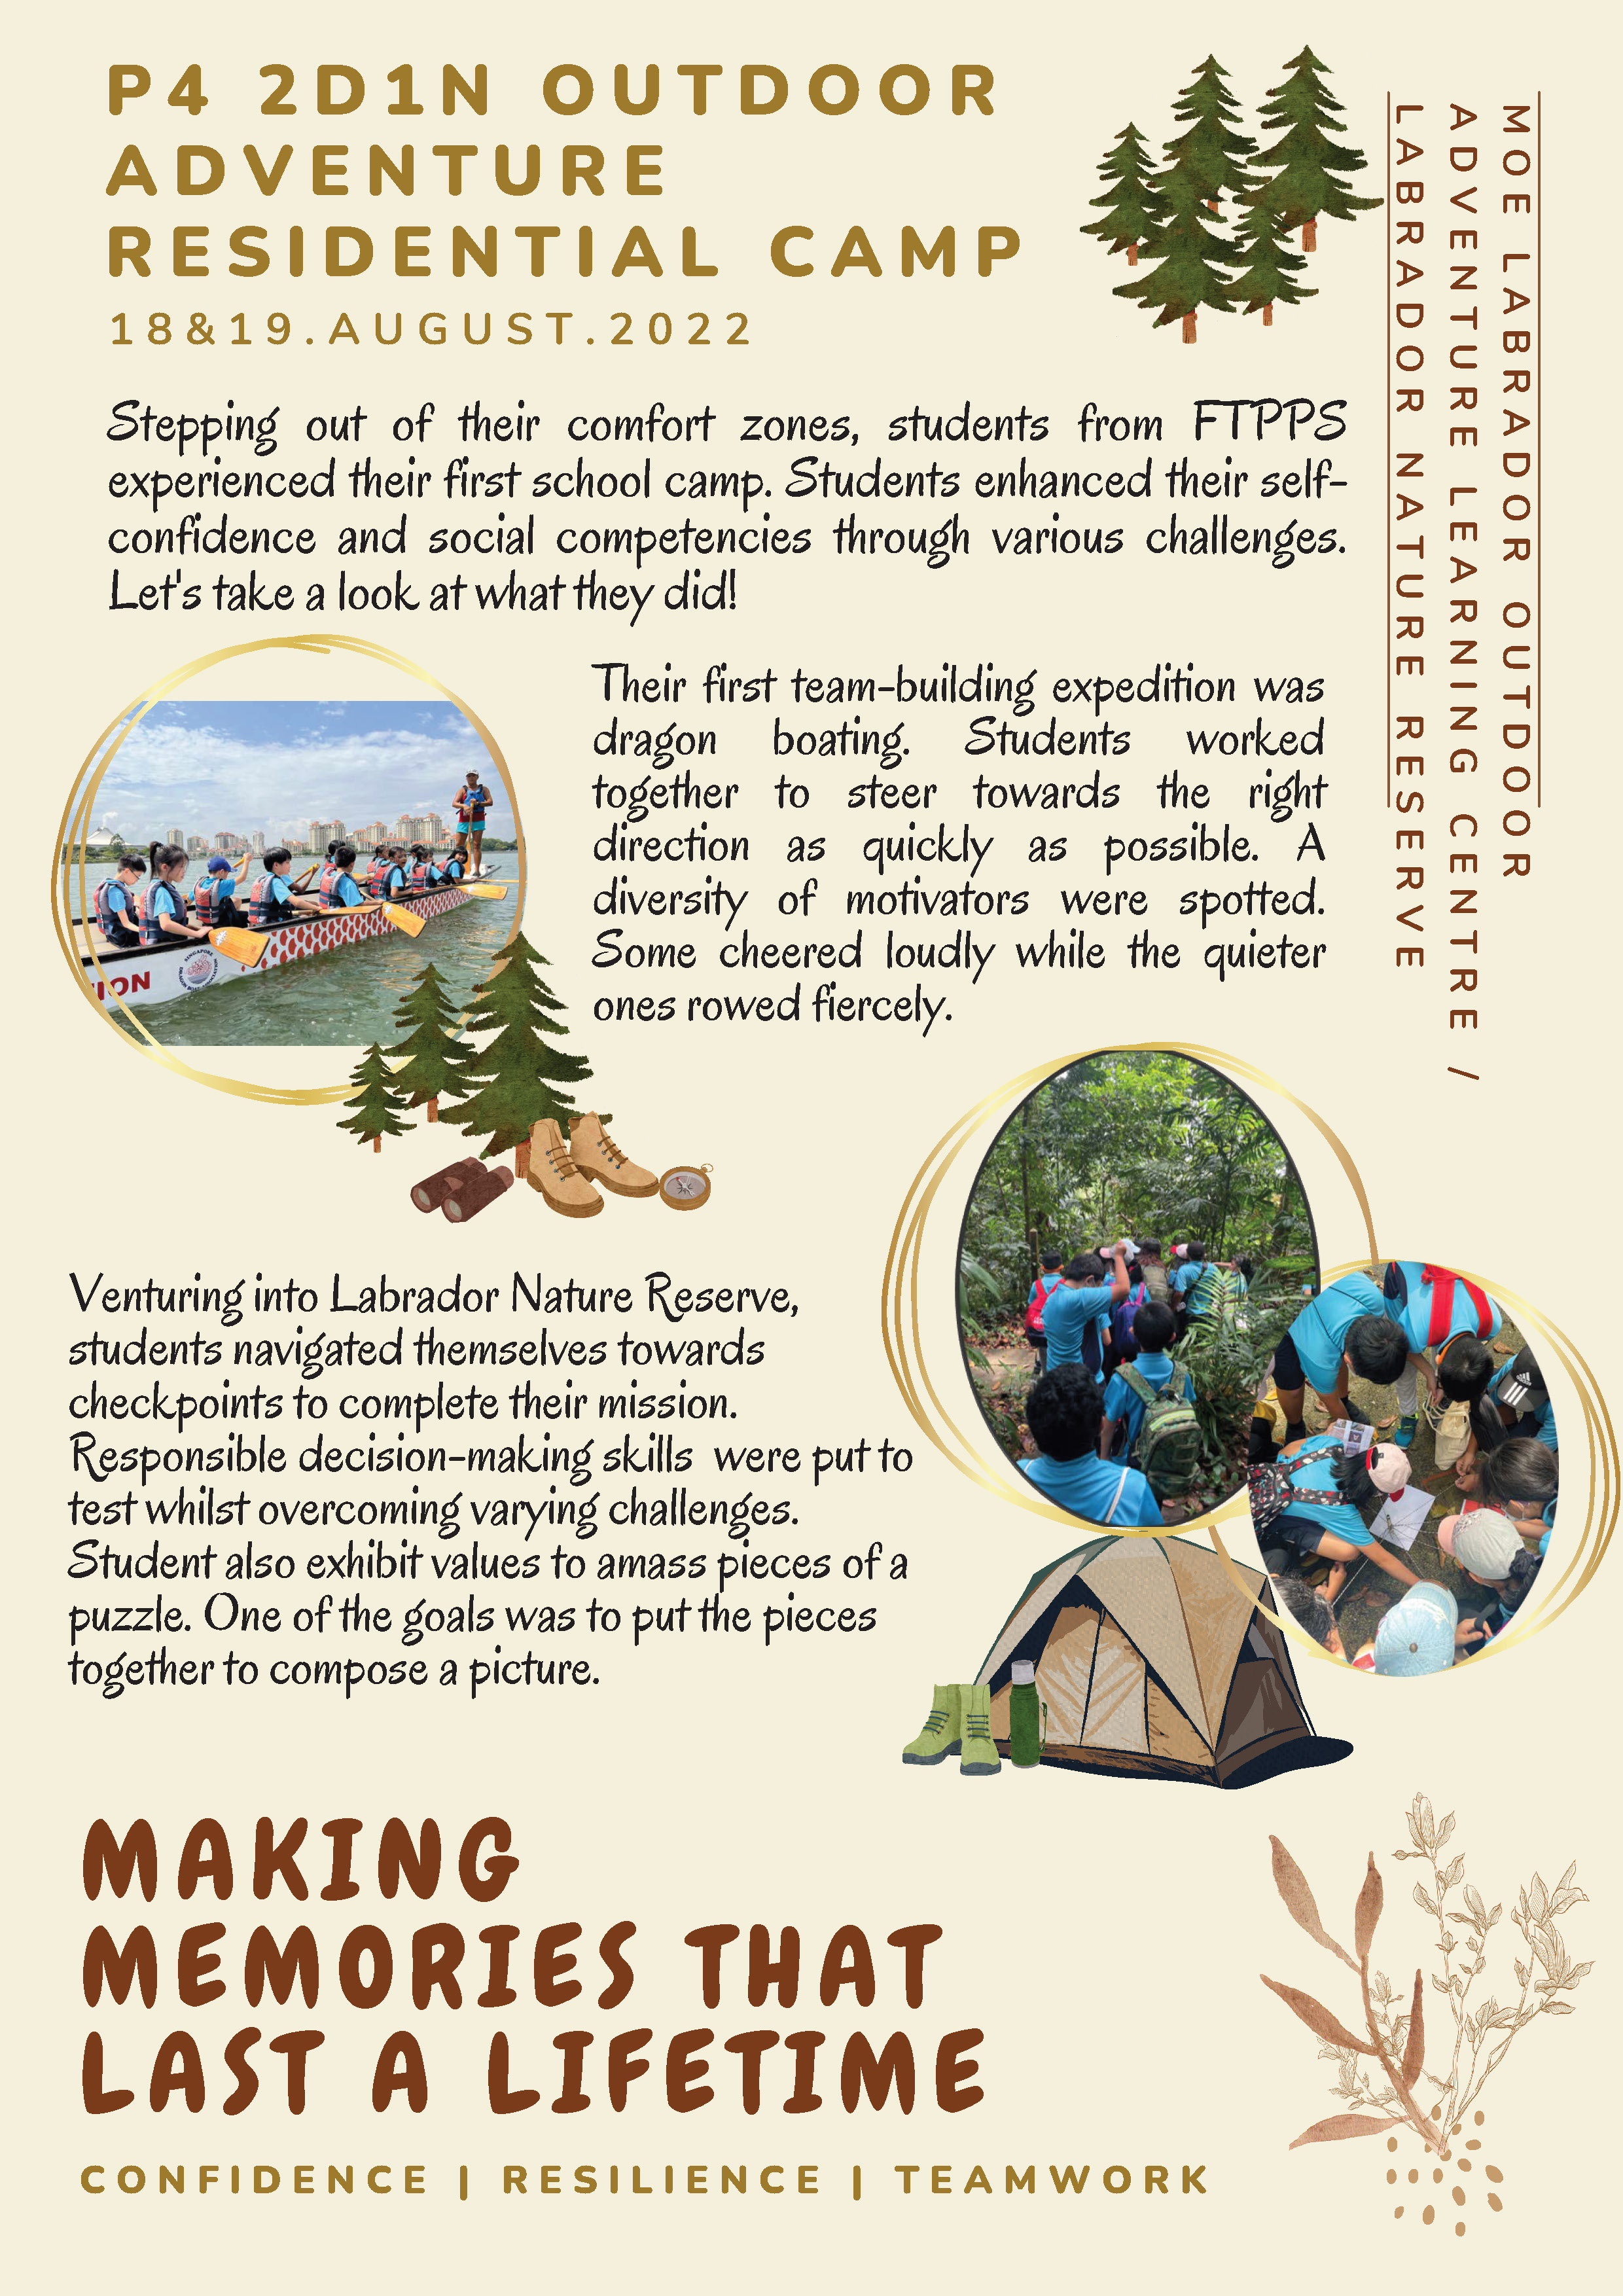 P4 2D1N OUTDOOR
ADVENTURE
RESIDENTIAL CAMP
18&19.AUGUST.2022
MOE LABRADOR OUTDOOR
ADVENTURE LEARNING CENTRE /
LABRADOR NATURE RESERVE
Stepping out of their comfort zones, students from FTPPS
experienced their first school camp. Students enhanced their self-
confidence and social competencies through various challenges.
Let's take a look at what they did!
Their first team-building expedition was
dragon boating. Students worked
together to steer towards the right
direction as quickly as possible. A
diversity of motivators were spotted.
Some cheered loudly while the quieter
ones rowed fiercely.
ION
SINGAPORE
Venturing into Labrador Nature Reserve,
students navigated themselves towards
checkpoints to complete their mission.
Responsible decision-making skills were put to
test whilst overcoming varying challenges.
Student also exhibit values to amass pieces of a
puzzle. One of the goals was to put the pieces
together to compose a picture.
MAKING
MEMORIES THAT
LAST A LIFETIME
CONFIDENCE | RESILIENCE | TEAMWORK